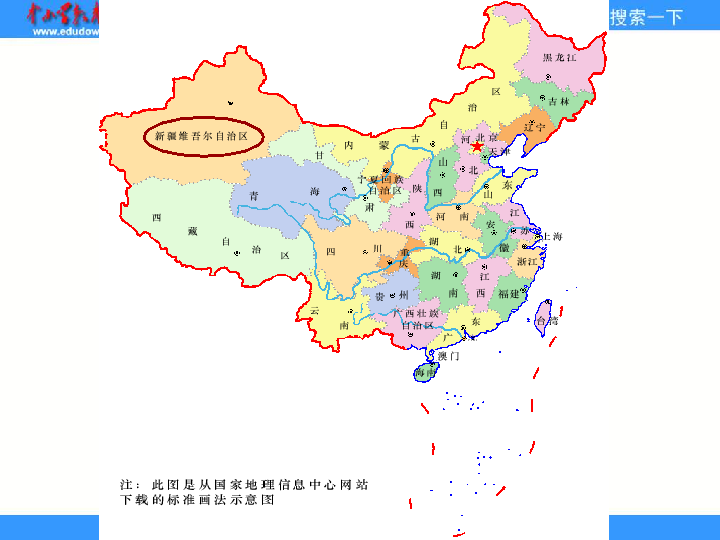 www.edudow
搜索一下
黑龙江
吉林
辽宁
内蒙古自治区
北京
天津
河北
新疆维吾尔自治区
甘肃
宁夏回族
自治区
山西
陕西
山东
青海
河南
西藏自治区
江苏
安徽
上海
四川
重庆
湖北
浙江
湖南
江西
贵州
福建
云南
广西壮族
自治区
广东
台湾
澳门
海南
注：此图是从国家地理信息中心网站
下载的标准画法示意图